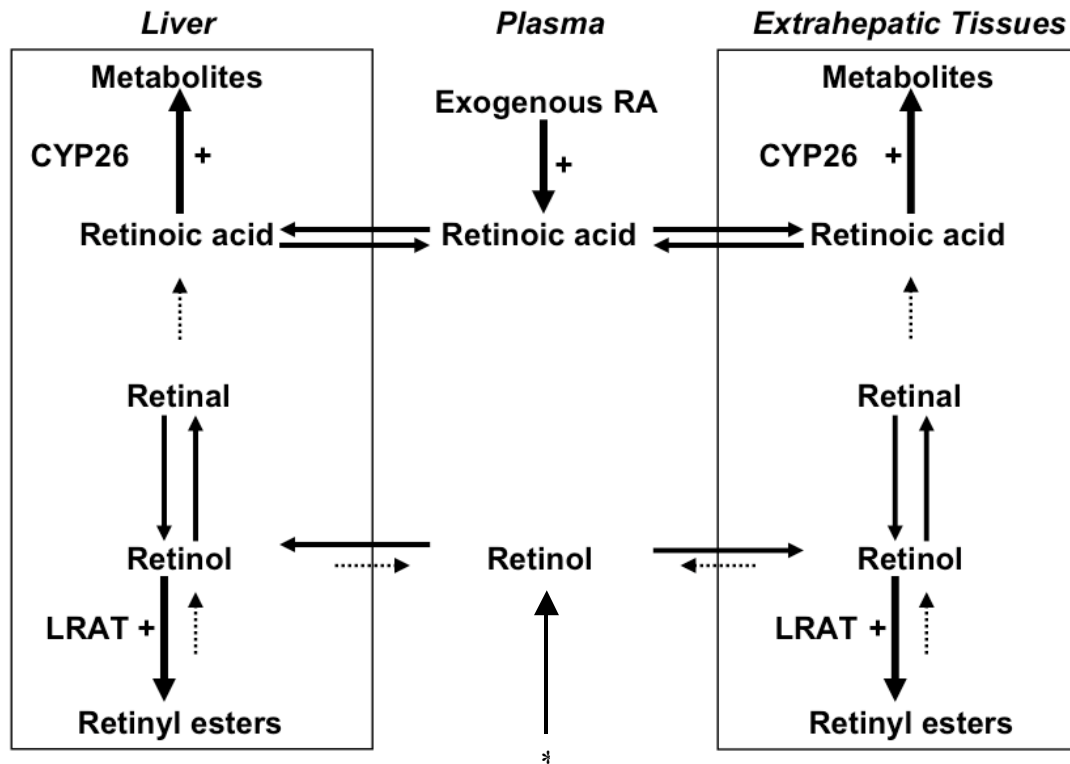 Liver Plasma Extrahepatic Tissues
Metabolites Metabolites
Exogenous RA
CYP26 + + CYP26 +
Retinoic acid Retinoic acid Retinoic acid
Retinal Retinal
Retinol Retinol Retinol
LRAT + LRAT +
Retinyl esters Retinyl esters
*